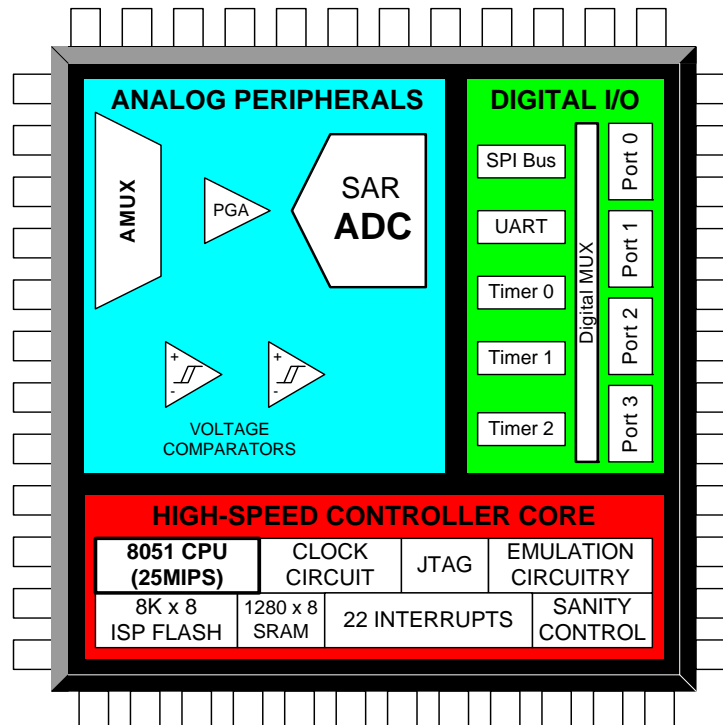 ANALOG PERIPHERALS
AMUX
PGA
SAR
ADC
+
-
+
-
VOLTAGE
COMPARATORS
DIGITAL I/O
SPI Bus
UART
Timer 0
Timer 1
Timer 2
Digital MUX
Port 0
Port 1
Port 2
Port 3
HIGH-SPEED CONTROLLER CORE
8051 CPU
(25MIPS)
CLOCK
CIRCUIT
JTAG
EMULATION
CIRCUITRY
8K x 8
ISP FLASH
1280 x 8
SRAM
22 INTERRUPTS
SANITY
CONTROL